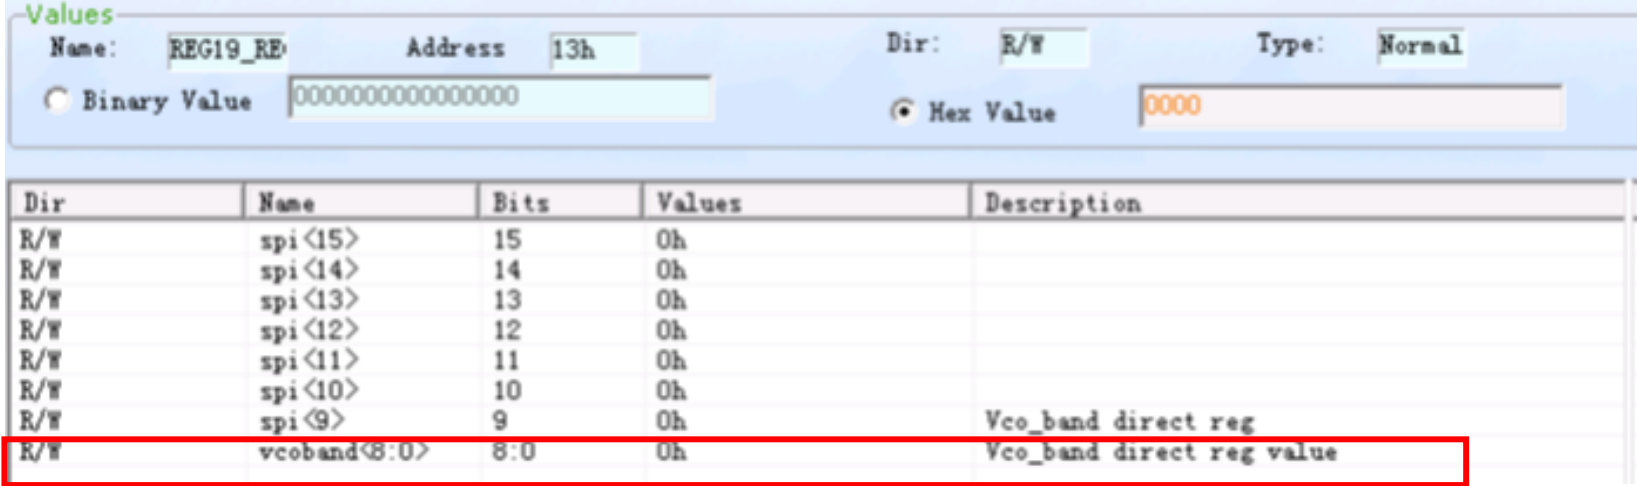 Values
Name: REG19_RE Address 13h Dir: R/W Type: Normal
Binary Value 0000000000000000 Hex Value 0000
Dir Name Bits Values Description
R/W spi<15> 15 0h
R/W spi<14> 14 0h
R/W spi<13> 13 0h
R/W spi<12> 12 0h
R/W spi<11> 11 0h
R/W spi<10> 10 0h
R/W spi<9> 9 0h Vco_band direct reg
R/W vcoband<8:0> 8:0 0h Vco_band direct reg value